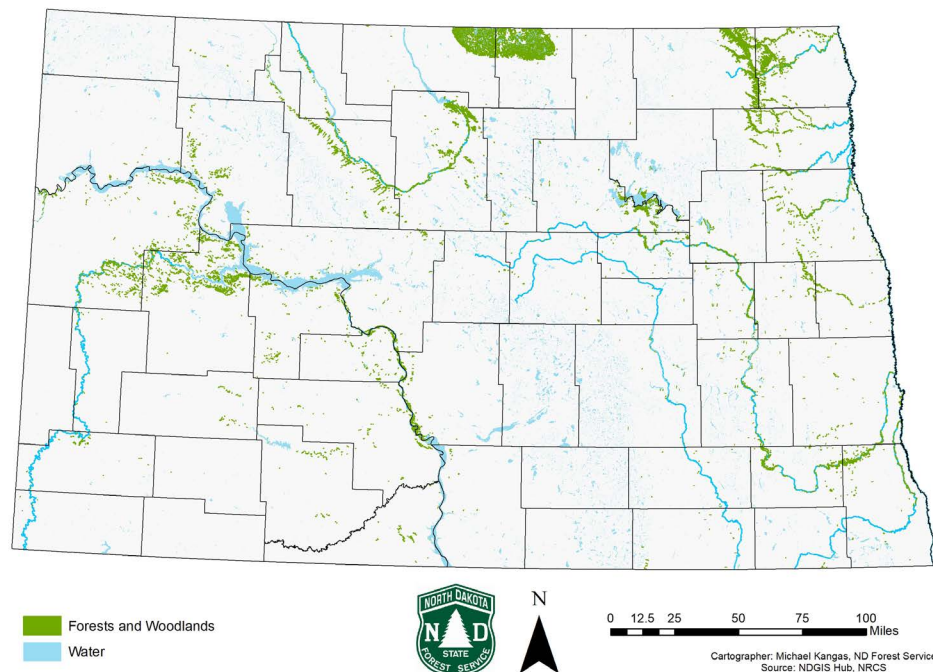 Forests and Woodlands
Water
NORTH DAKOTA
N D
STATE
FOREST SERVICE
N
0 12.5 25 50 75 100
Miles
Cartographer: Michael Kangas, ND Forest Service
Source: NDGIS Hub, NRCS